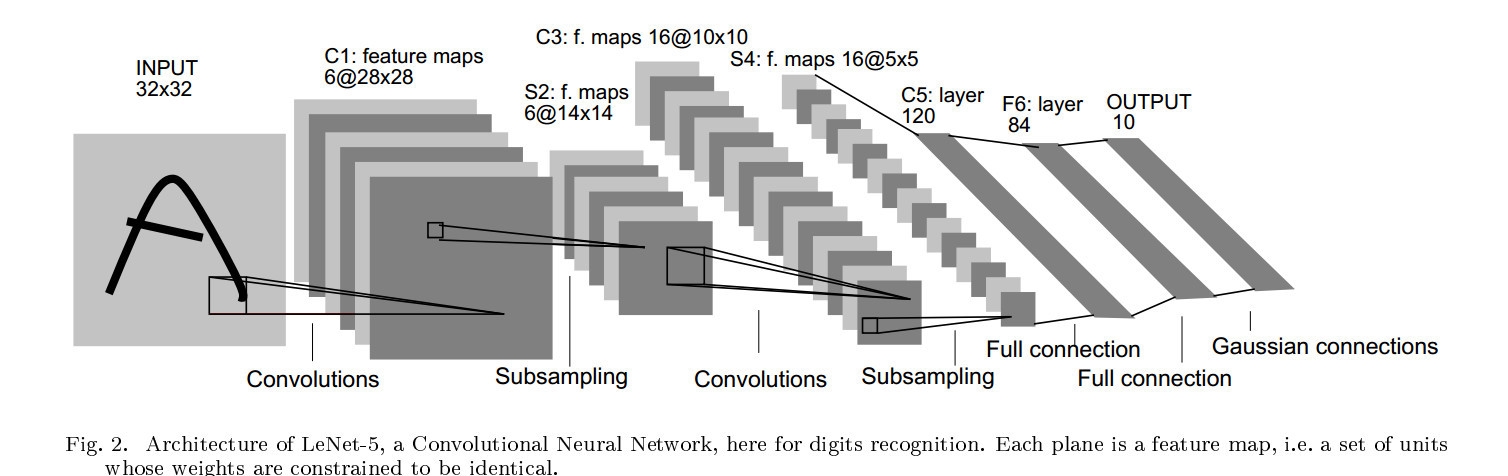 INPUT
32x32
C1: feature maps
6@28x28
S2: f. maps
6@14x14
C3: f. maps 16@10x10
S4: f. maps 16@5x5
C5: layer
120
F6: layer
84
OUTPUT
10
Convolutions
Subsampling
Convolutions
Subsampling
Full connection
Full connection
Gaussian connections
Fig. 2. Architecture of LeNet-5, a Convolutional Neural Network, here for digits recognition. Each plane is a feature map, i.e. a set of units
whose weights are constrained to be identical.